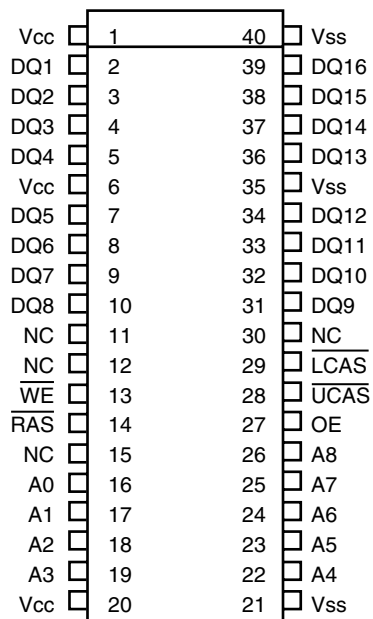 Vcc 1 40 Vss
DQ1 2 39 DQ16
DQ2 3 38 DQ15
DQ3 4 37 DQ14
DQ4 5 36 DQ13
Vcc 6 35 Vss
DQ5 7 34 DQ12
DQ6 8 33 DQ11
DQ7 9 32 DQ10
DQ8 10 31 DQ9
NC 11 30 NC
NC 12 29 L̅C̅A̅S̅
W̅E̅ 13 28 U̅C̅A̅S̅
R̅A̅S̅ 14 27 OE
NC 15 26 A8
A0 16 25 A7
A1 17 24 A6
A2 18 23 A5
A3 19 22 A4
Vcc 20 21 Vss